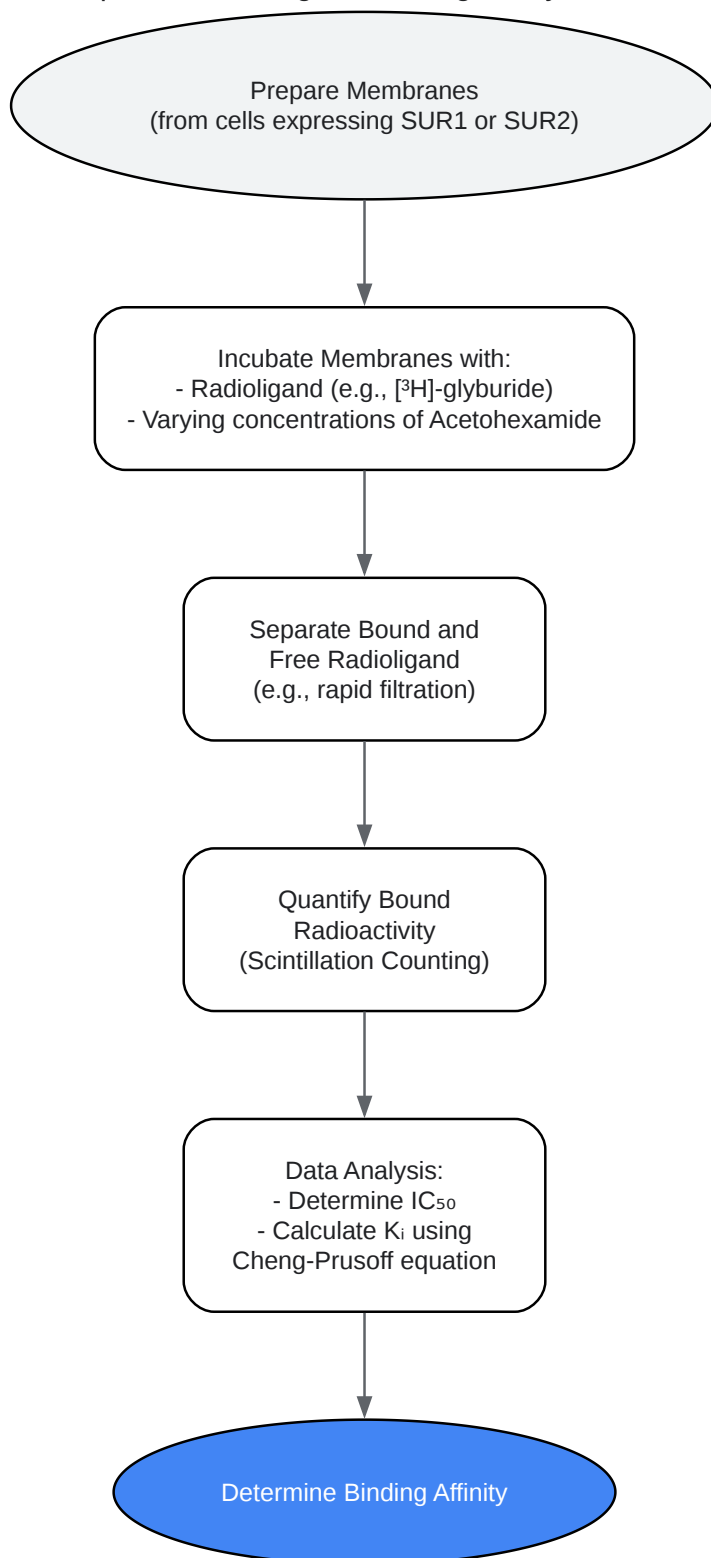 Prepare Membranes
(from cells expressing SUR1 or SUR2)
Incubate Membranes with:
- Radioligand (e.g., [³H]-glyburide)
- Varying concentrations of Acetohexamide
Separate Bound and
Free Radioligand
(e.g., rapid filtration)
Quantify Bound
Radioactivity
(Scintillation Counting)
Data Analysis:
- Determine IC₅₀
- Calculate Kᵢ using
Cheng-Prusoff equation
Determine Binding Affinity